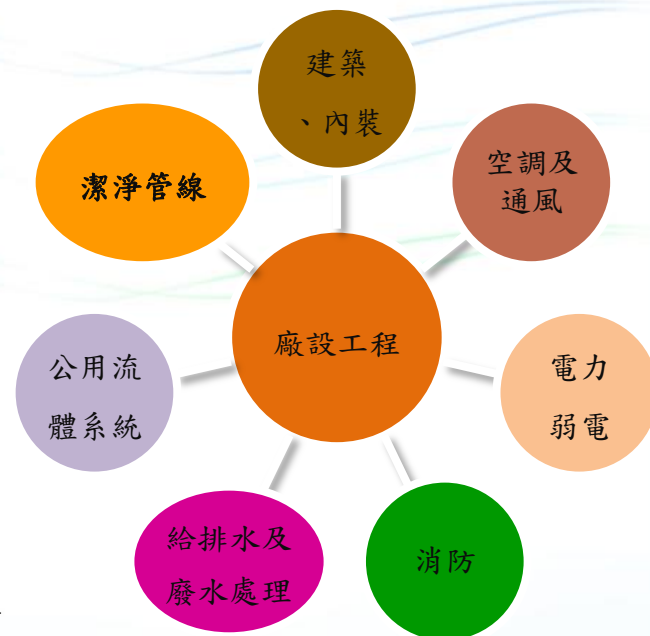 建築
、內裝
空調及
通風
潔淨管線
廠設工程
公用流
體系統
電力
弱電
給排水及
廢水處理
消防